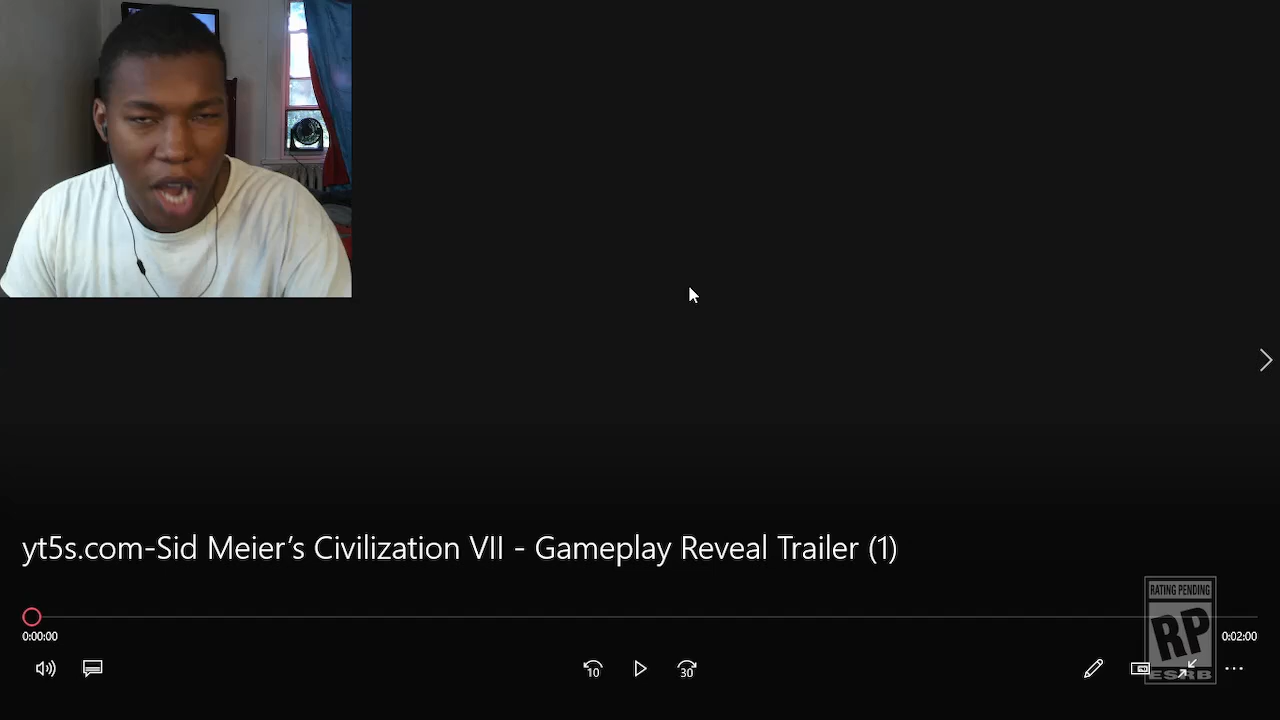 yt5s.com-Sid Meier’s Civilization VII - Gameplay Reveal Trailer (1)
RATING PENDING
RP
ESRB
0:00:00
0:02:00
10
30